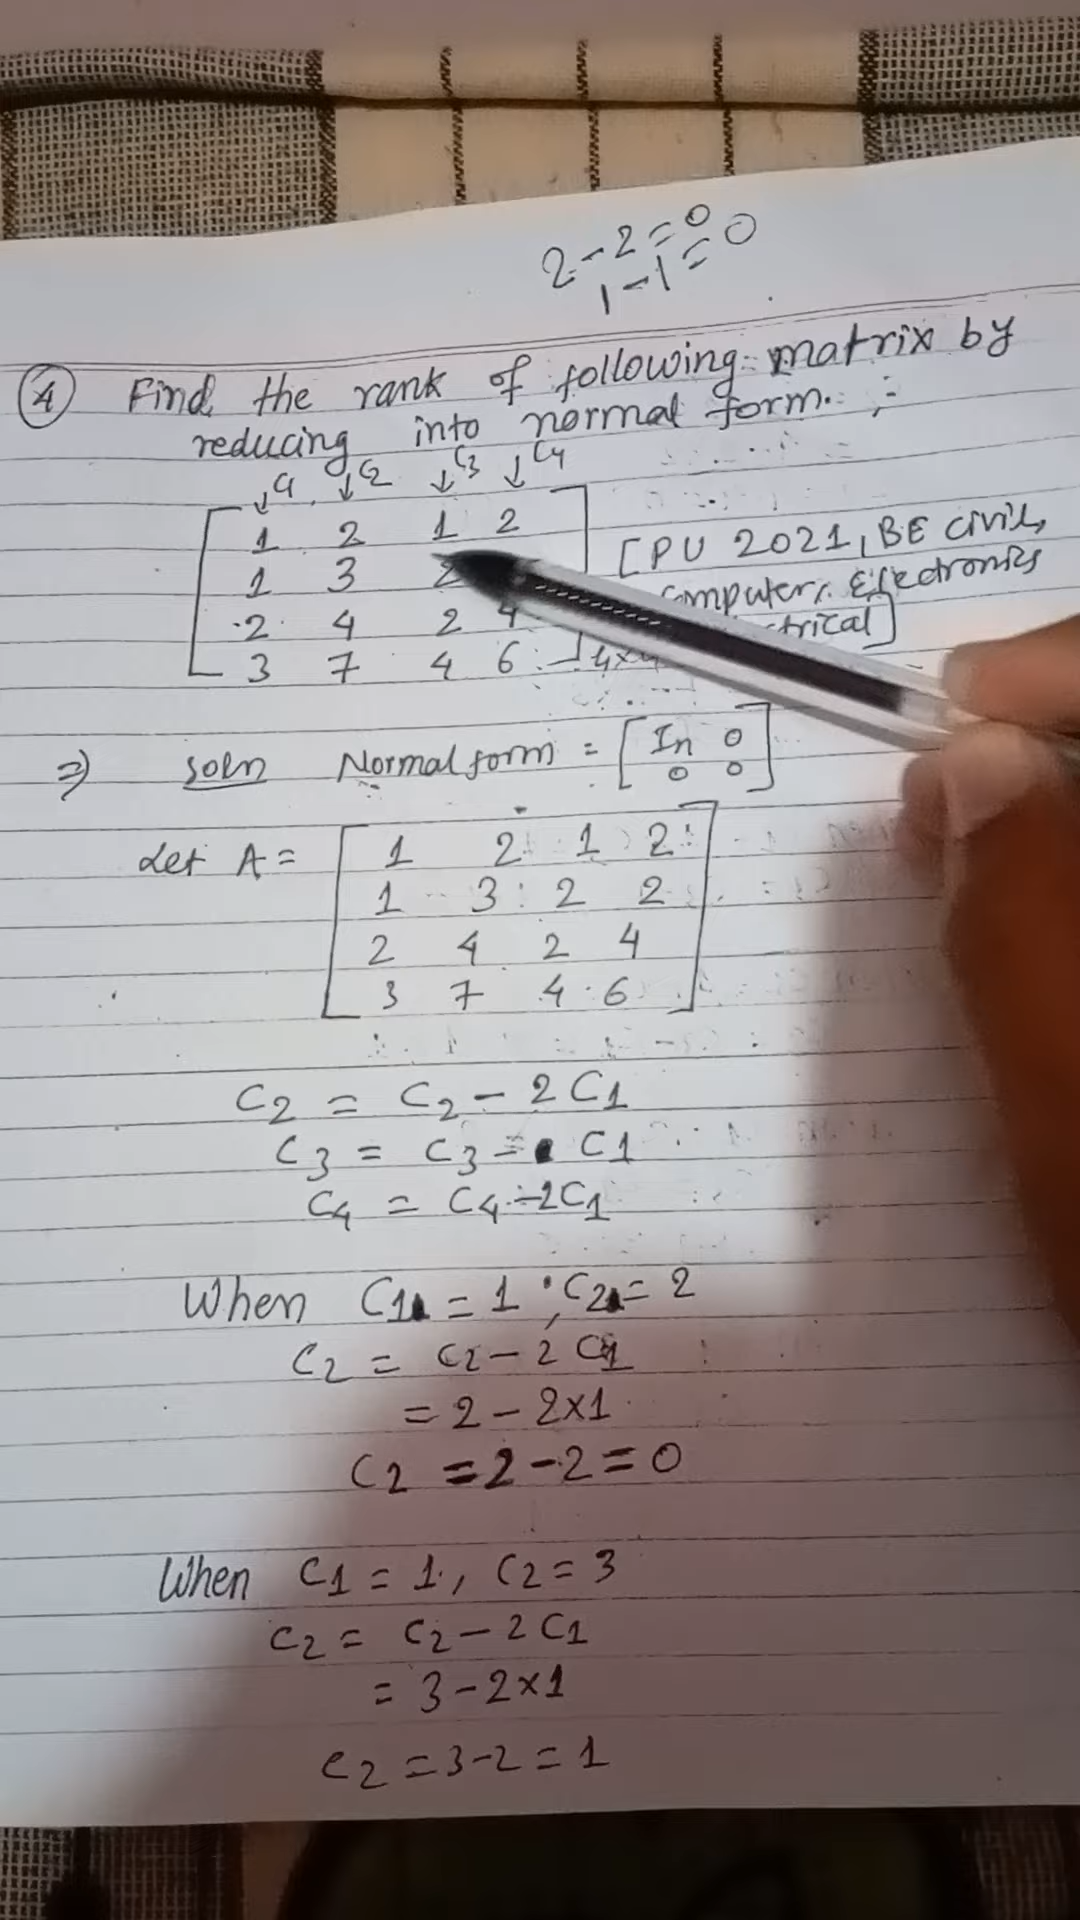 2-2=0
1-1=0
④ Find the rank of following matrix by
reducing into normal form. :-
↓C1 ↓C2 ↓C3 ↓C4
1 2 1 2
1 3 2
2 4 2 4
3 7 4 6 4×4
[PU 2021, BE civil,
computer, Electronics
]
⇒) Soln Normal form = [In 0
0 0]
Let A = [1 2 1 2
1 3 2 2
2 4 2 4
3 7 4 6]
C2 = C2 - 2C1
C3 = C3 - C1
C4 = C4 - 2C1
When C1 = 1, C2 = 2
C2 = C2 - 2C1
= 2 - 2×1
C2 = 2-2=0
When C1 = 1, C2 = 3
C2 = C2 - 2C1
= 3 - 2×1
C2 = 3-2 = 1